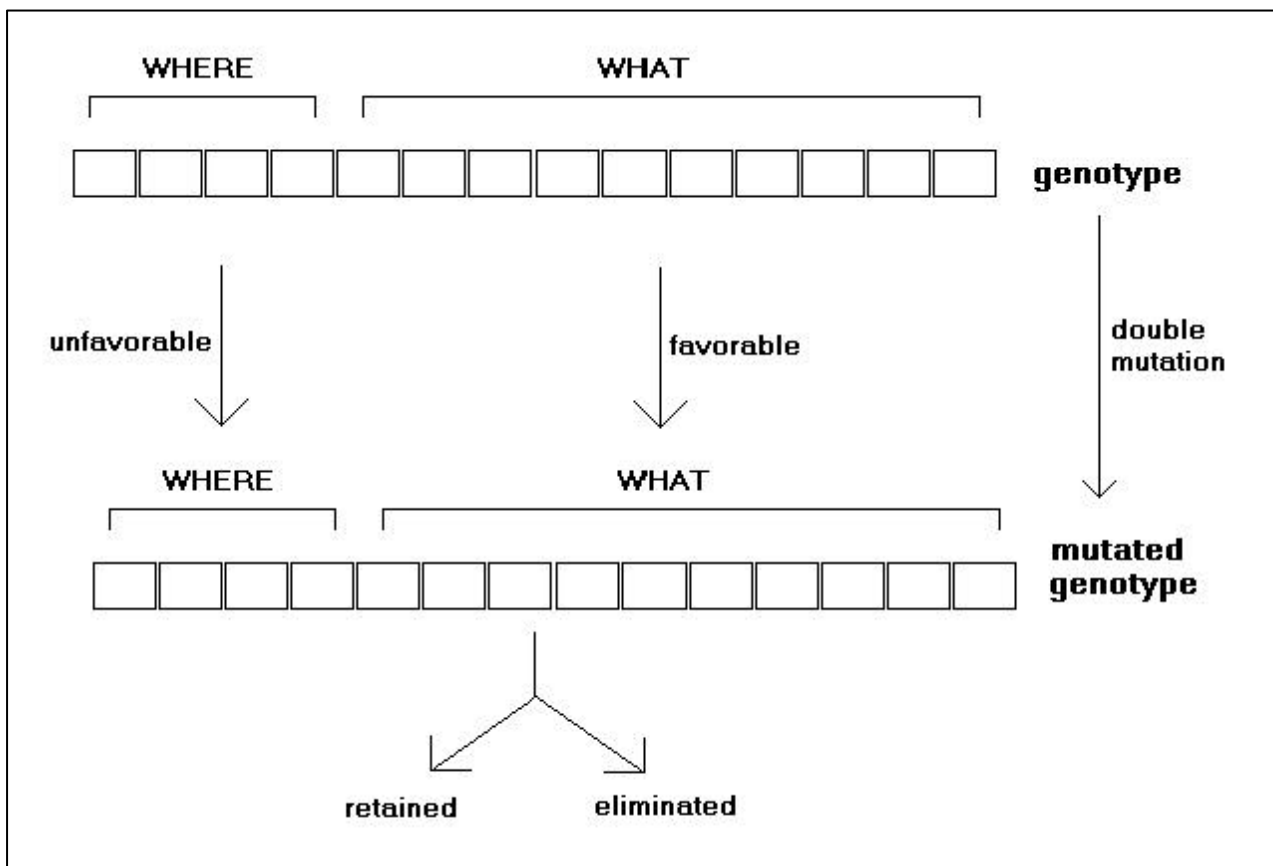 WHERE
WHAT
genotype
unfavorable
favorable
double
mutation
WHERE
WHAT
mutated
genotype
retained
eliminated